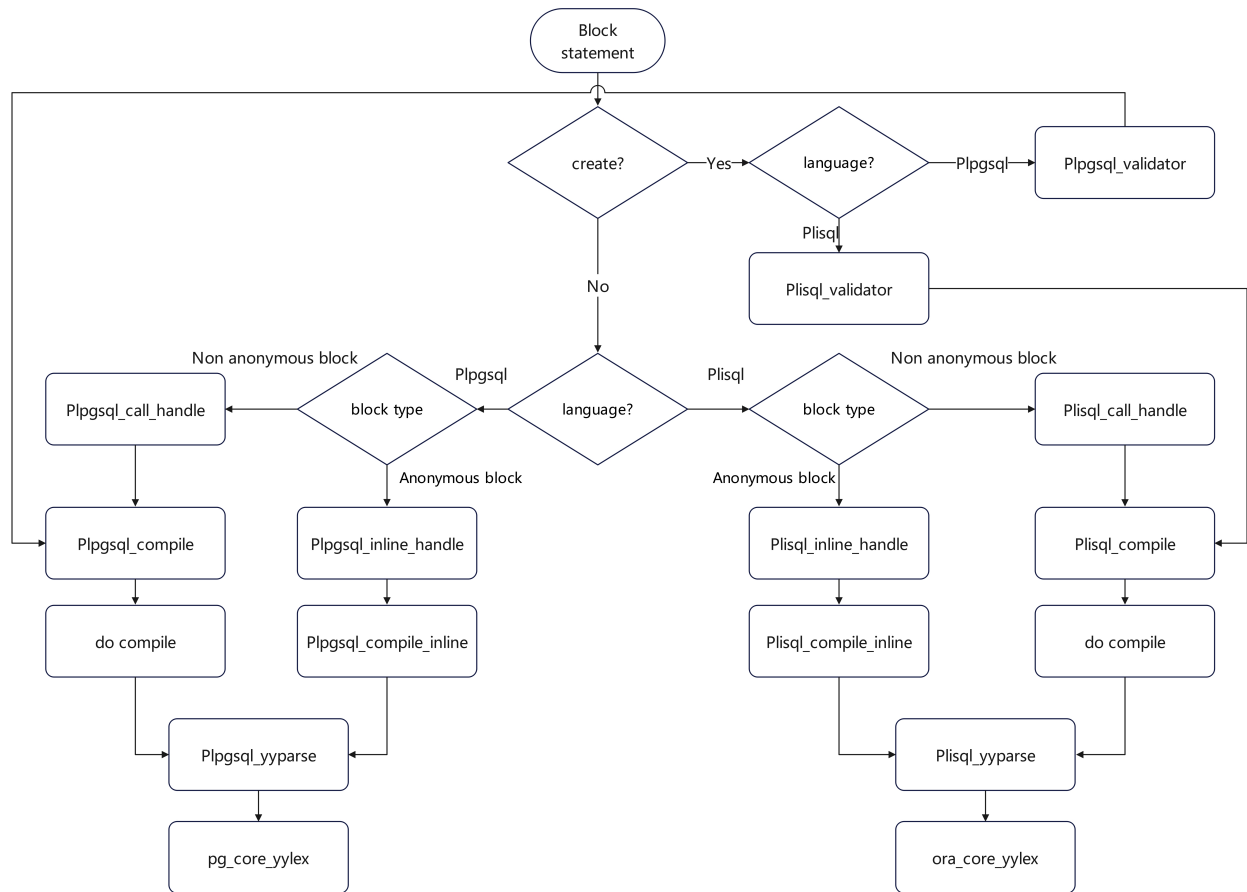 Block
statement
create?
Yes
language?
Plpgsql
Plpgsql_validator
Plisql
Plisql_validator
No
Non anonymous block
Plpgsql_call_handle
block type
Plpgsql
language?
Plisql
block type
Non anonymous block
Plisql_call_handle
Anonymous block
Anonymous block
Plpgsql_compile
Plpgsql_inline_handle
Plisql_inline_handle
Plisql_compile
do compile
Plpgsql_compile_inline
Plisql_compile_inline
do compile
Plpgsql_yyparse
Plisql_yyparse
pg_core_yylex
ora_core_yylex